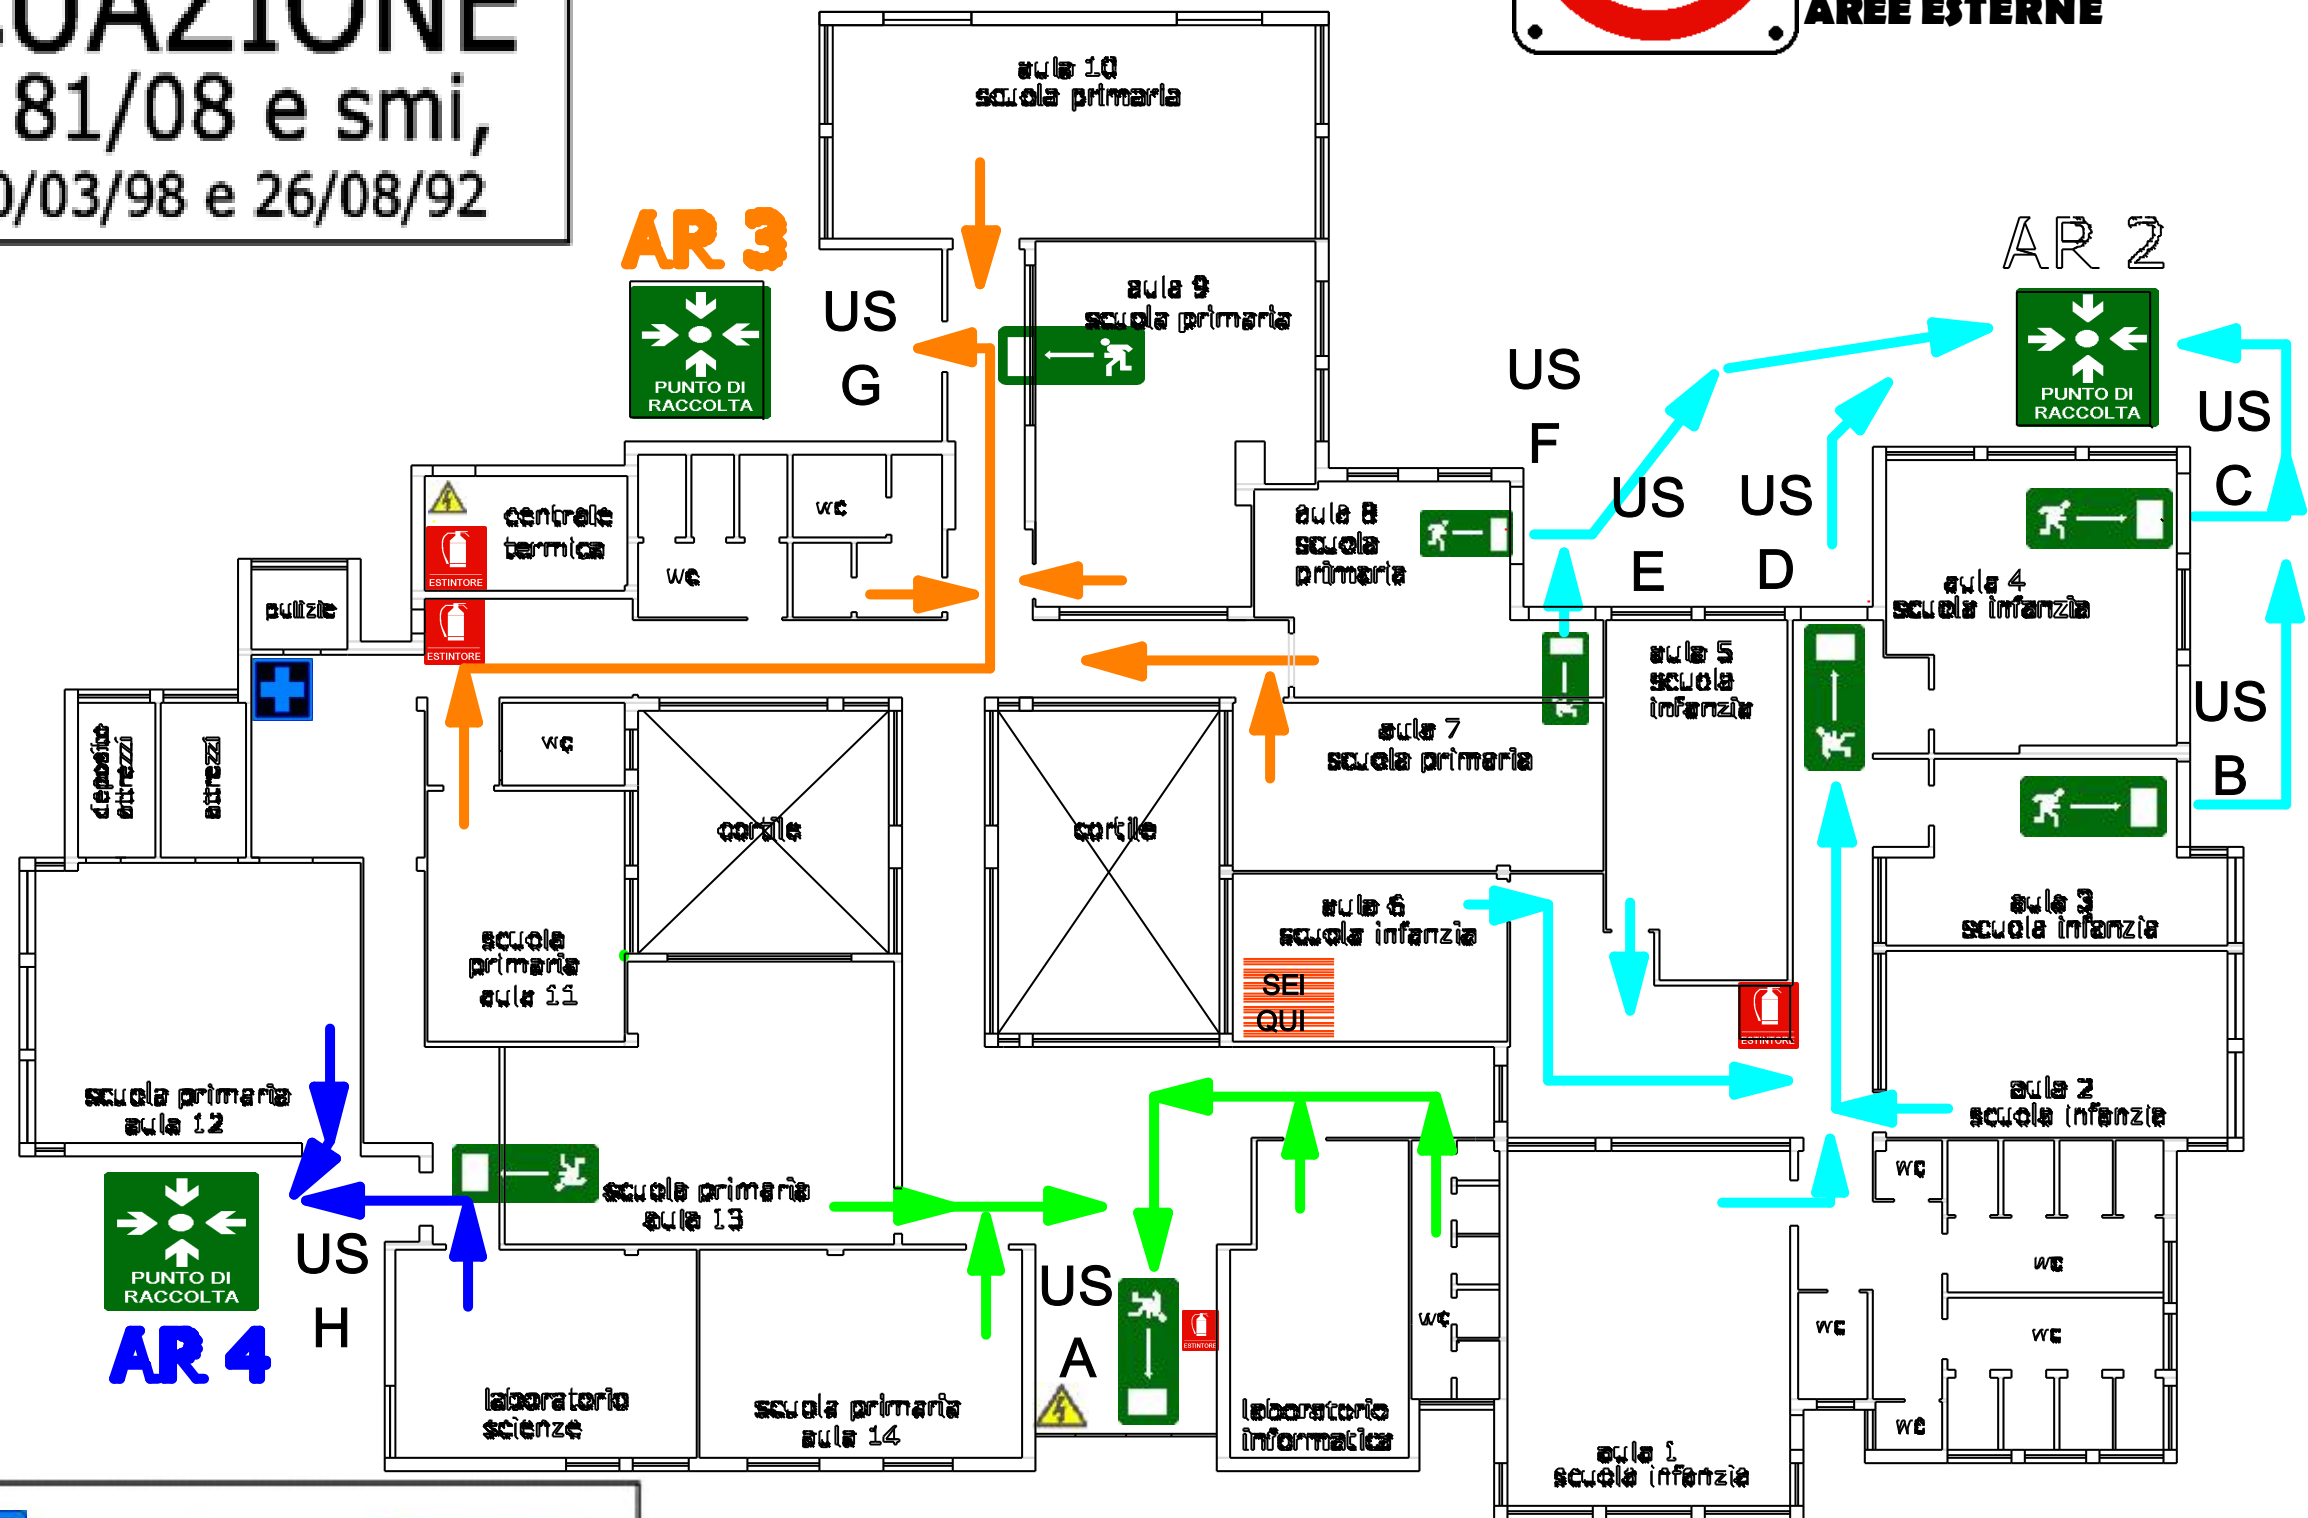 UAZIONE
81/08 e smi,
0/03/98 e 26/08/92
AREE ESTERNE
aula 10
scuola primaria
AR 3
PUNTO DI
RACCOLTA
US
G
aula 9
scuola primaria
US
F
AR 2
PUNTO DI
RACCOLTA
US
C
US
E
US
D
centrale
termica
ESTINTORE
wc
wc
aula 8
scuola
primaria
aula 4
scuola infanzia
pulizie
ESTINTORE
aula 5
scuola
infanzia
US
B
deposito
attrezzi
attrezzi
wc
aula 7
scuola primaria
cortile
cortile
aula 6
scuola infanzia
aula 3
scuola infanzia
scuola
primaria
aula 11
SEI
QUI
ESTINTORE
scuola primaria
aula 12
aula 2
scuola infanzia
PUNTO DI
RACCOLTA
AR 4
US
H
scuola primaria
aula 13
US
A
ESTINTORE
wc
wc
wc
wc
wc
wc
laboratorio
scienze
scuola primaria
aula 14
laboratorio
informatica
aula 1
scuola infanzia